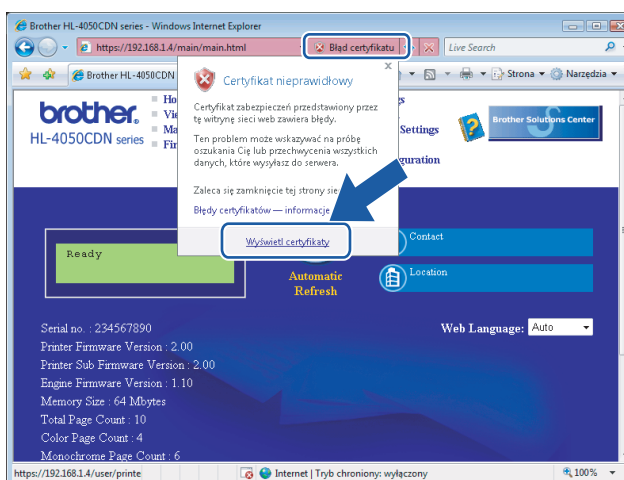 Brother HL-4050CDN series - Windows Internet Explorer
https://192.168.1.4/main/main.html
Błąd certyfikatu
Live Search
Brother HL-4050CDN
Strona
Narzędzia
brother.
HL-4050CDN series
Certyfikat nieprawidłowy
Certyfikat zabezpieczeń przedstawiony przez
tę witrynę sieci web zawiera błędy.
Ten problem może wskazywać na próbę
oszukania Cię lub przechwycenia wszystkich
danych, które wysyłasz do serwera.
Zaleca się zamknięcie tej strony
Błędy certyfikatów — informacje
Wyświetl certyfikaty
Settings
Brother Solutions Center
Ready
Automatic
Refresh
Contact
Location
Serial no. : 234567890
Web Language: Auto
Printer Firmware Version : 2.00
Printer Sub Firmware Version : 2.00
Engine Firmware Version : 1.10
Memory Size : 64 Mbytes
Total Page Count : 10
Color Page Count : 4
Monochrome Page Count : 6
https://192.168.1.4/user/printe
Internet | Tryb chroniony: wyłączony
100%